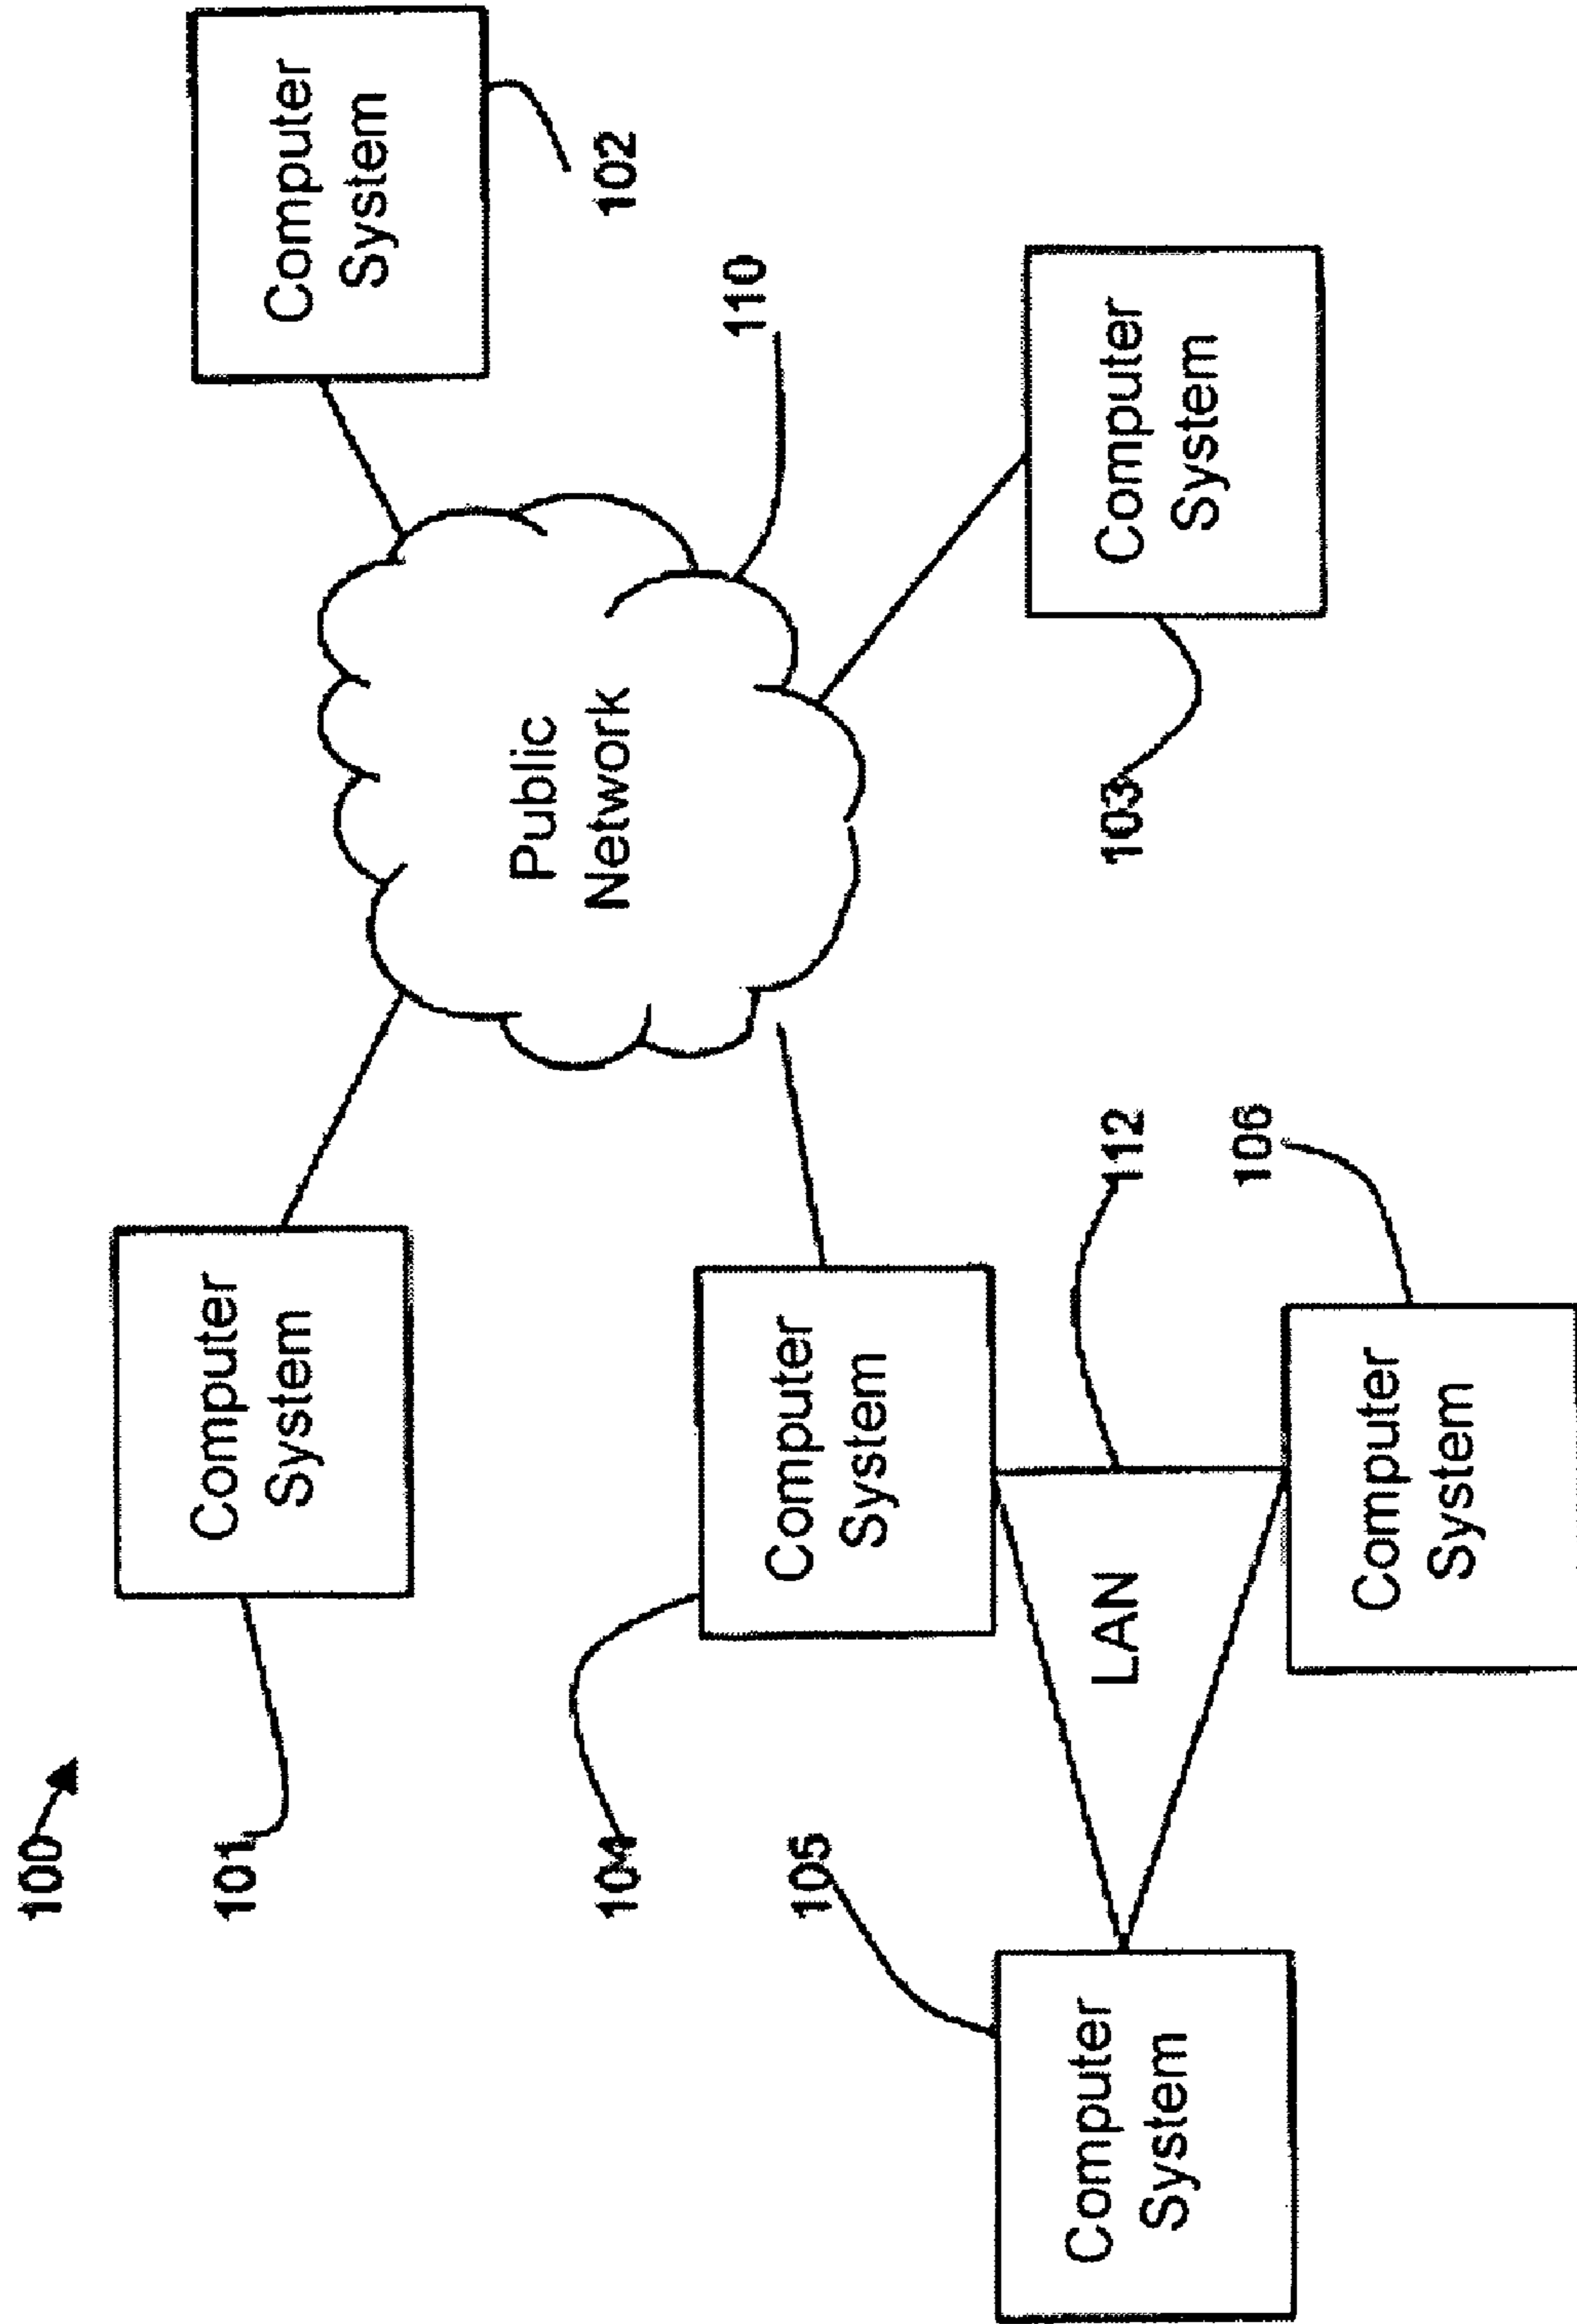 100
101
Computer
System
Computer
System
102
Public
Network
110
104
Computer
System
105
Computer
System
LAN
112
103
Computer
System
106
Computer
System